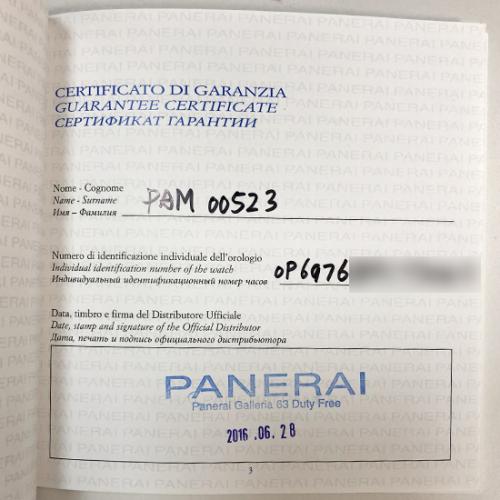 CERTIFICATO DI GARANZIA
GUARANTEE CERTIFICATE
СЕРТИФИКАТ ГАРАНТИИ
Nome - Cognome
Name - Surname
Имя – Фамилия
PAM 00523
Numero di identificazione individuale dell'orologio
Individual identification number of the watch
Индивидуальный идентификационный номер часов
OP6976
Data, timbro e firma del Distributore Ufficiale
Date, stamp and signature of the Official Distributor
Дата, печать и подпись официального дистрибьютора
PANERAI
Panerai Galleria 63 Duty Free
2016 .06. 28
3